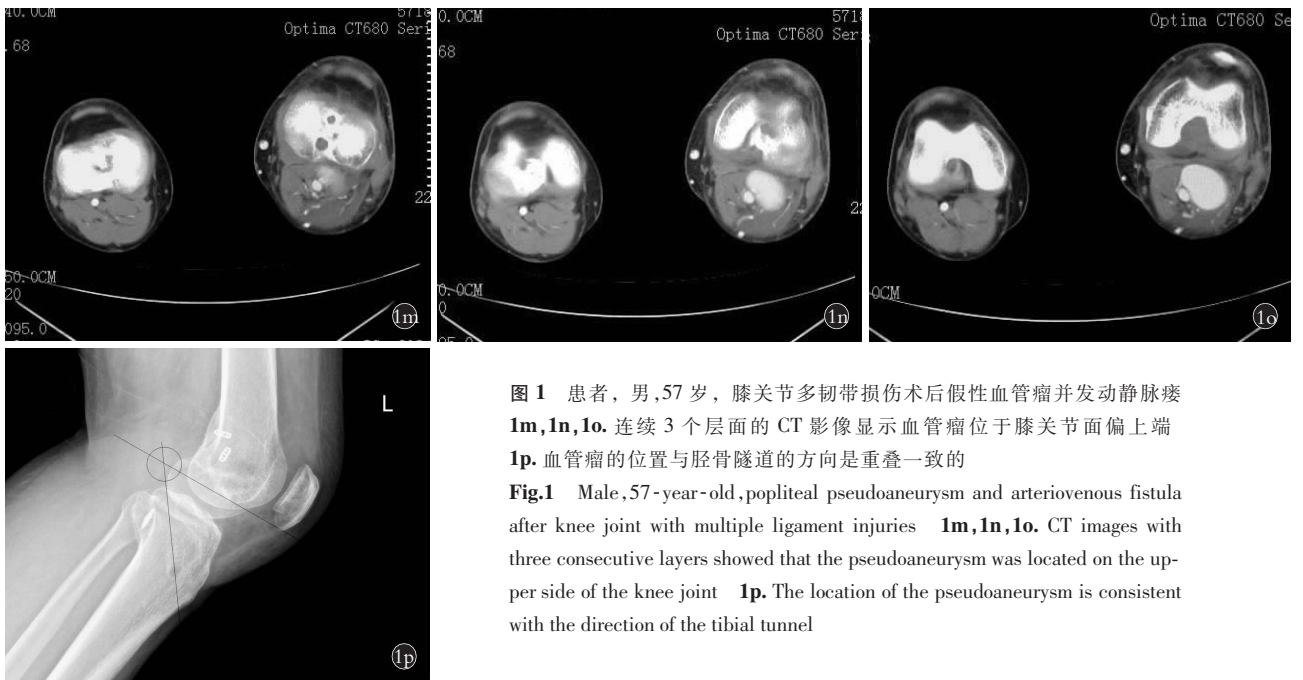 40.0CM
5718
Optima CT680 Seri
.68
22
50.0CM
20
095.0
1m
0.0CM
571
Optima CT680 Seri
68
22
0.0CM
0
1n
Optima CT680 Se
0CM
1o
L
1p
图 1 患者，男,57 岁，膝关节多韧带损伤术后假性血管瘤并发动静脉瘘
1m,1n,1o. 连续 3 个层面的 CT 影像显示血管瘤位于膝关节面偏上端
1p. 血管瘤的位置与胫骨隧道的方向是重叠一致的
Fig.1 Male,57-year-old,popliteal pseudoaneurysm and arteriovenous fistula
after knee joint with multiple ligament injuries 1m,1n,1o. CT images with
three consecutive layers showed that the pseudoaneurysm was located on the up-
per side of the knee joint 1p. The location of the pseudoaneurysm is consistent
with the direction of the tibial tunnel